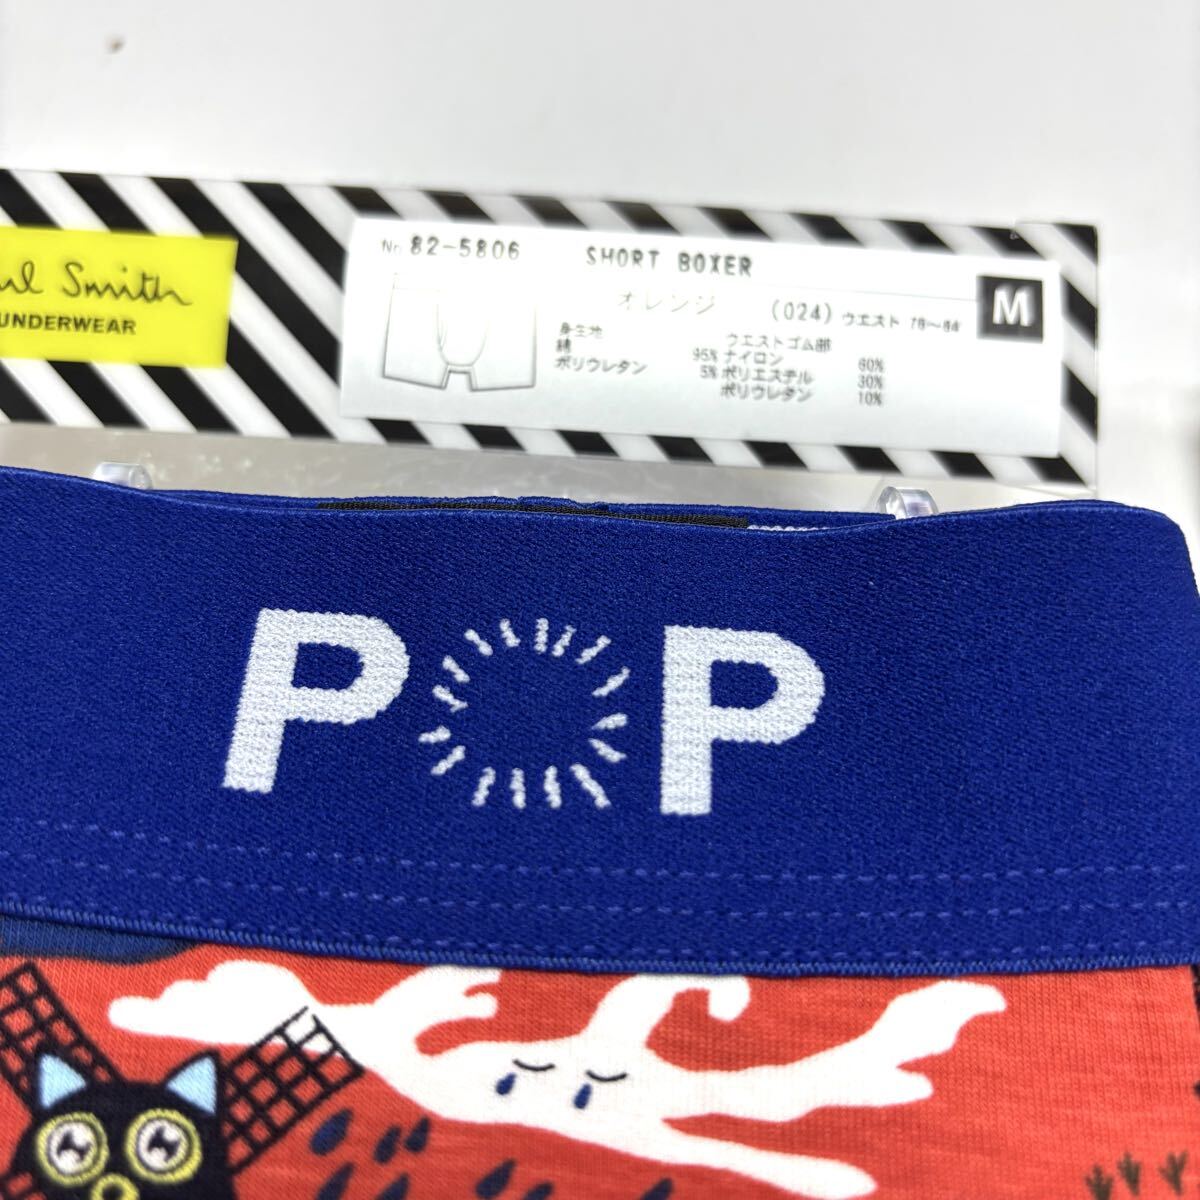 No. 82-5806 SHORT BOXER
オレンジ (024) ウエスト 76～84
M
身生地
綿 95%
ポリウレタン 5%
ウエストゴム部
ナイロン 60%
ポリエステル 30%
ポリウレタン 10%
Smith
UNDERWEAR
POP